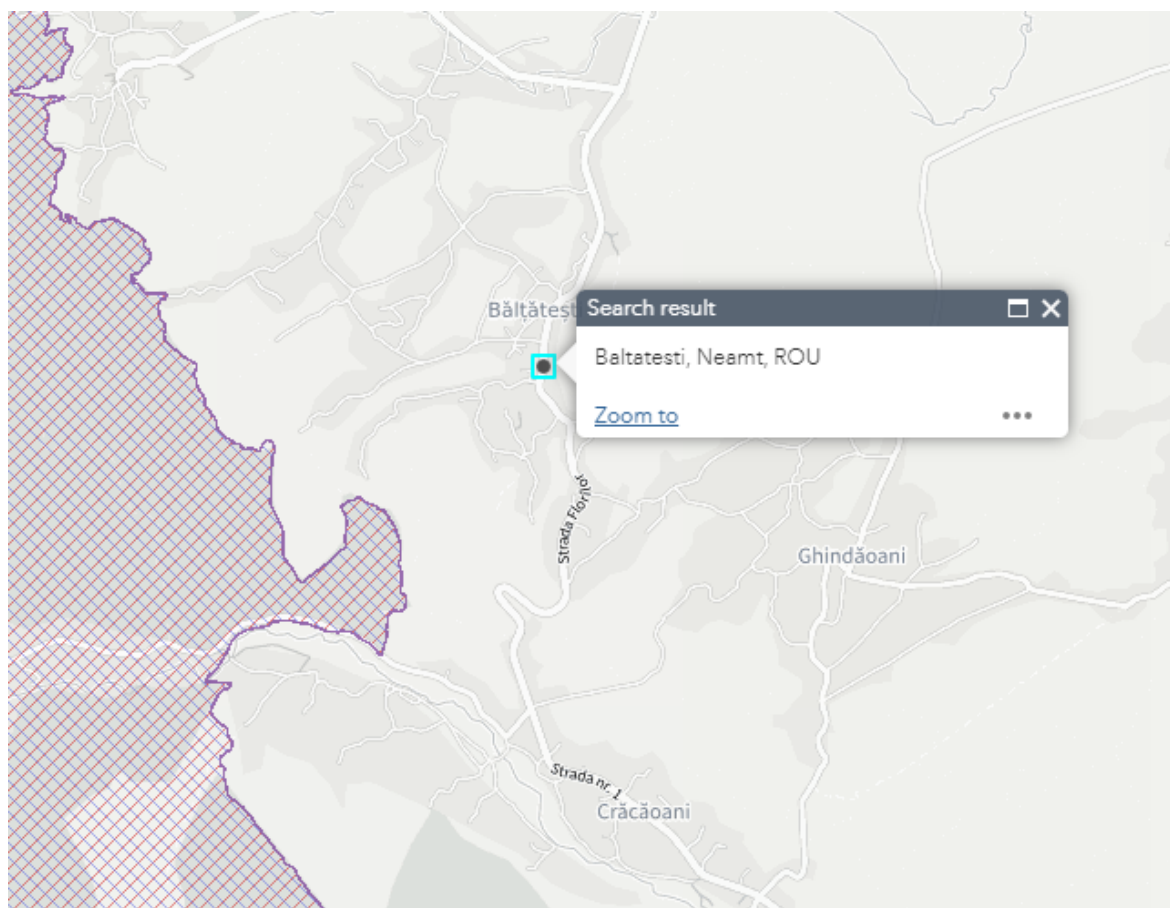 Bălțătești
Search result
Baltatesti, Neamt, ROU
Zoom to
Strada Florilor
Ghindăoani
Strada nr. 1
Crăcăoani